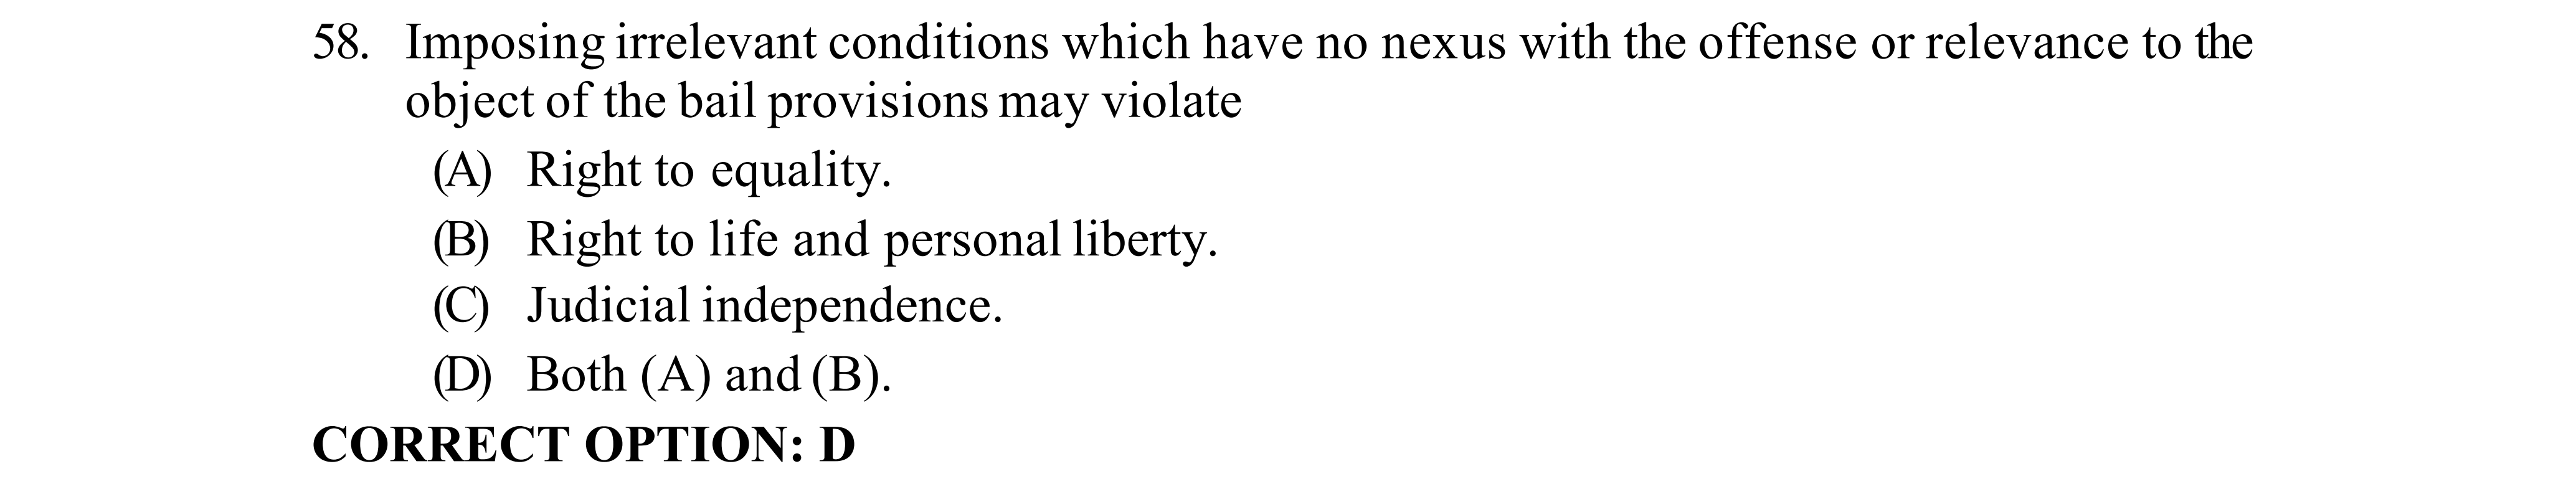 58. Imposing irrelevant conditions which have no nexus with the offense or relevance to the
object of the bail provisions may violate
(A) Right to equality.
(B) Right to life and personal liberty.
(C) Judicial independence.
(D) Both (A) and (B).
CORRECT OPTION: D